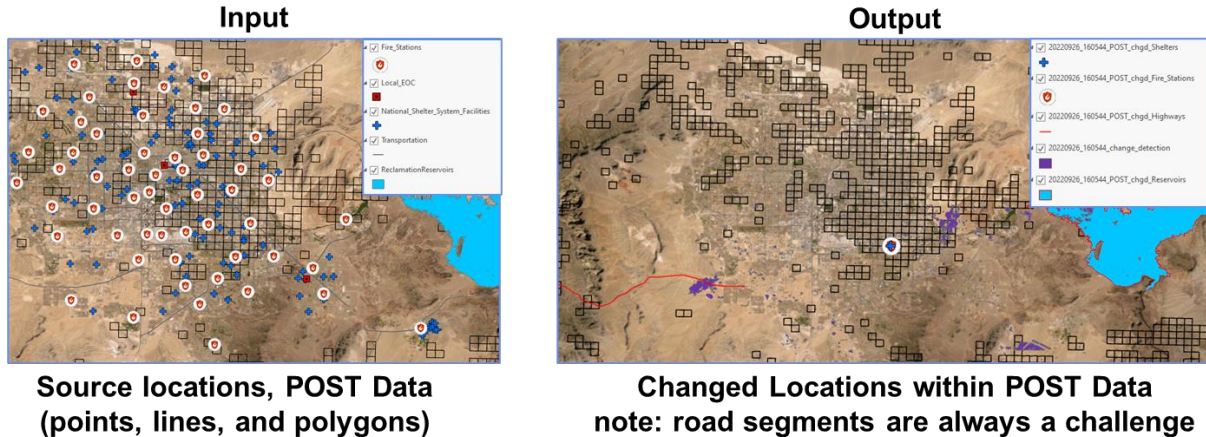 Input
Fire_Stations
Local_EOC
National_Shelter_System_Facilities
Transportation
ReclamationReservoirs
Source locations, POST Data
(points, lines, and polygons)
Output
20220926_160544_POST_chgd_Shelters
20220926_160544_POST_chgd_Fire_Stations
20220926_160544_POST_chgd_Highways
20220926_160544_change_detection
20220926_160544_POST_chgd_Reservoirs
Changed Locations within POST Data
note: road segments are always a challenge